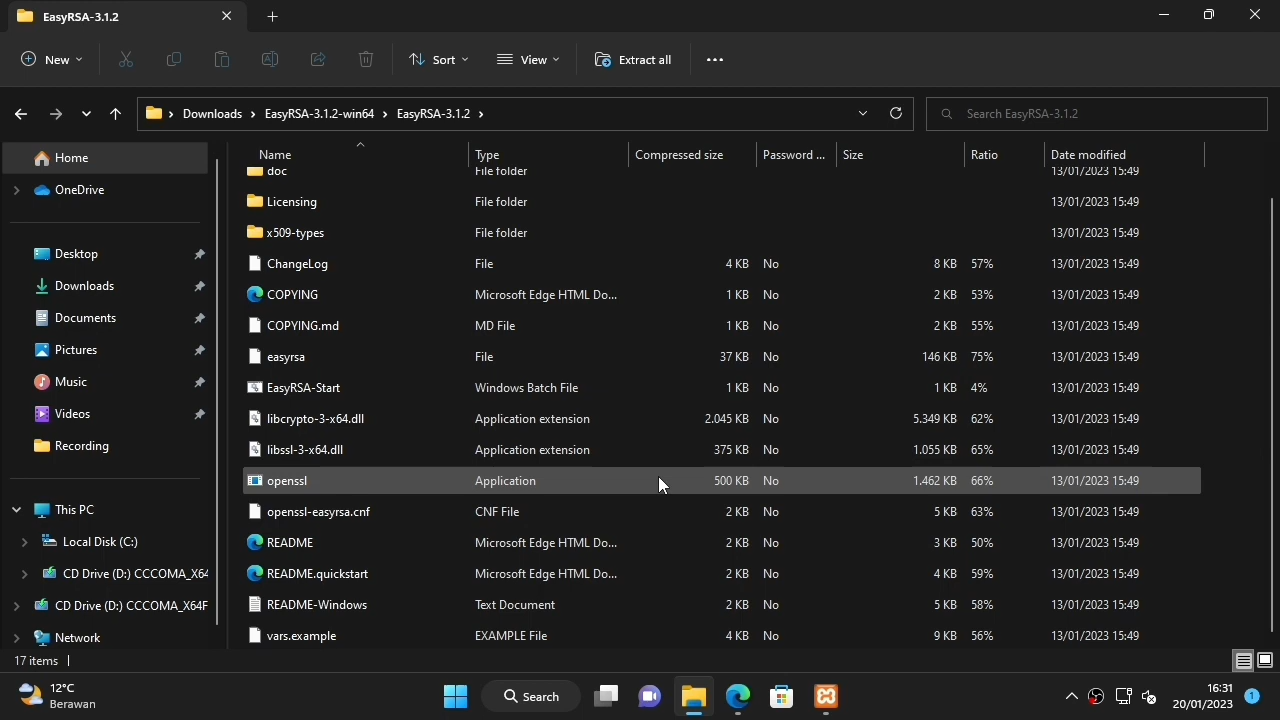 EasyRSA-3.1.2
New Sort View Extract all
Downloads EasyRSA-3.1.2-win64 EasyRSA-3.1.2 Search EasyRSA-3.1.2
Home
OneDrive
Desktop
Downloads
Documents
Pictures
Music
Videos
Recording
This PC
Local Disk (C:)
CD Drive (D:) CCCOMA_X64
CD Drive (D:) CCCOMA_X64F
Network
Name Type Compressed size Password ... Size Ratio Date modified
doc File folder 13/01/2023 15:49
Licensing File folder 13/01/2023 15:49
x509-types File folder 13/01/2023 15:49
ChangeLog File 4 KB No 8 KB 57% 13/01/2023 15:49
COPYING Microsoft Edge HTML Do... 1 KB No 2 KB 53% 13/01/2023 15:49
COPYING.md MD File 1 KB No 2 KB 55% 13/01/2023 15:49
easyrsa File 37 KB No 146 KB 75% 13/01/2023 15:49
EasyRSA-Start Windows Batch File 1 KB No 1 KB 4% 13/01/2023 15:49
libcrypto-3-x64.dll Application extension 2.045 KB No 5.349 KB 62% 13/01/2023 15:49
libssl-3-x64.dll Application extension 375 KB No 1.055 KB 65% 13/01/2023 15:49
openssl Application 500 KB No 1.462 KB 66% 13/01/2023 15:49
openssl-easyrsa.cnf CNF File 2 KB No 5 KB 63% 13/01/2023 15:49
README Microsoft Edge HTML Do... 2 KB No 3 KB 50% 13/01/2023 15:49
README.quickstart Microsoft Edge HTML Do... 2 KB No 4 KB 59% 13/01/2023 15:49
README-Windows Text Document 2 KB No 5 KB 58% 13/01/2023 15:49
vars.example EXAMPLE File 4 KB No 9 KB 56% 13/01/2023 15:49
17 items
12°C
Berawan
Search
16:31
20/01/2023
1